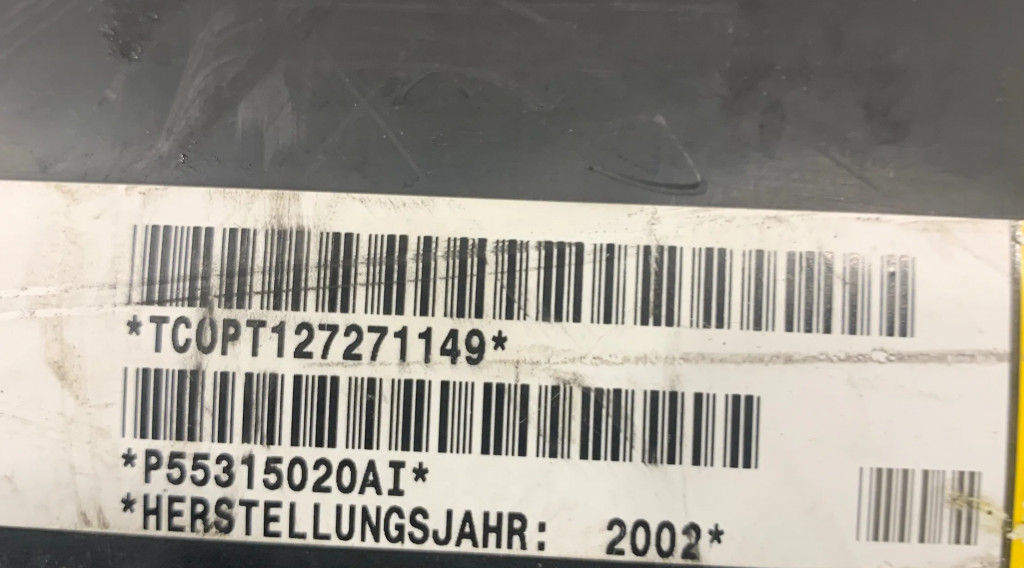 *TCOPT127271149*
*P55315020AI*
*HERSTELLUNGSJAHR: 2002*